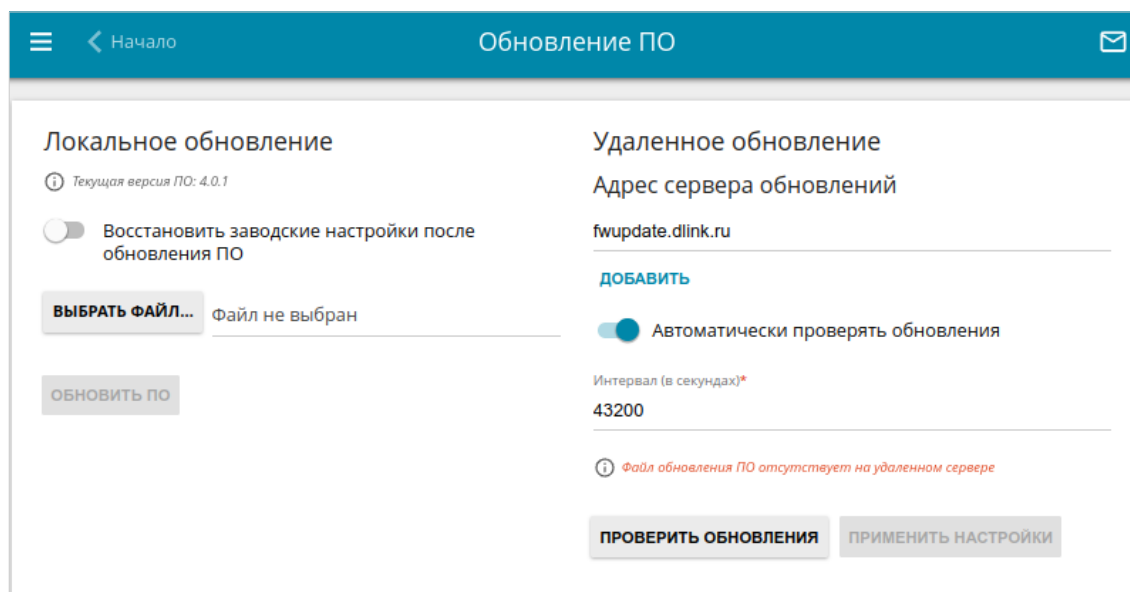 Начало
Обновление ПО
Локальное обновление
Текущая версия ПО: 4.0.1
Восстановить заводские настройки после
обновления ПО
ВЫБРАТЬ ФАЙЛ...
Файл не выбран
ОБНОВИТЬ ПО
Удаленное обновление
Адрес сервера обновлений
fwupdate.dlink.ru
ДОБАВИТЬ
Автоматически проверять обновления
Интервал (в секундах)*
43200
Файл обновления ПО отсутствует на удаленном сервере
ПРОВЕРИТЬ ОБНОВЛЕНИЯ
ПРИМЕНИТЬ НАСТРОЙКИ